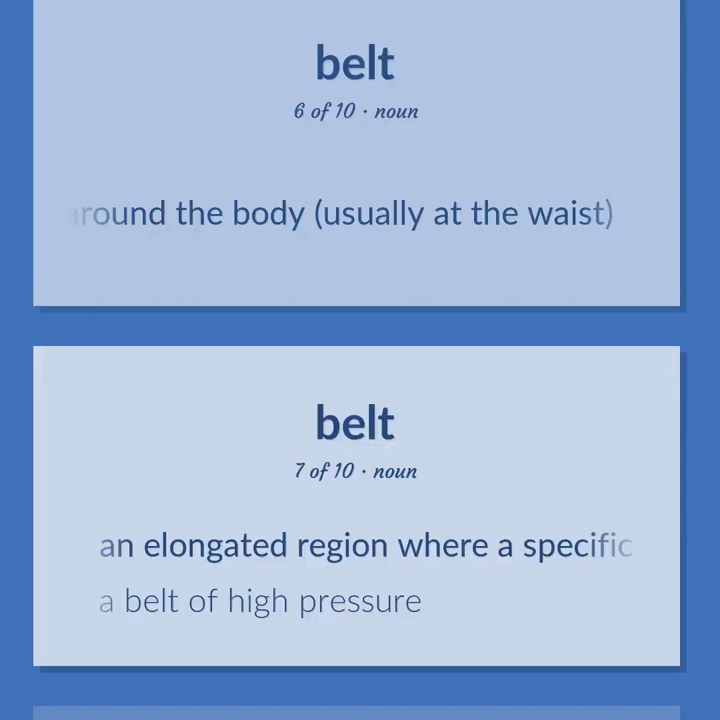 belt
6 of 10 · noun
around the body (usually at the waist)
belt
7 of 10 · noun
an elongated region where a specific
a belt of high pressure